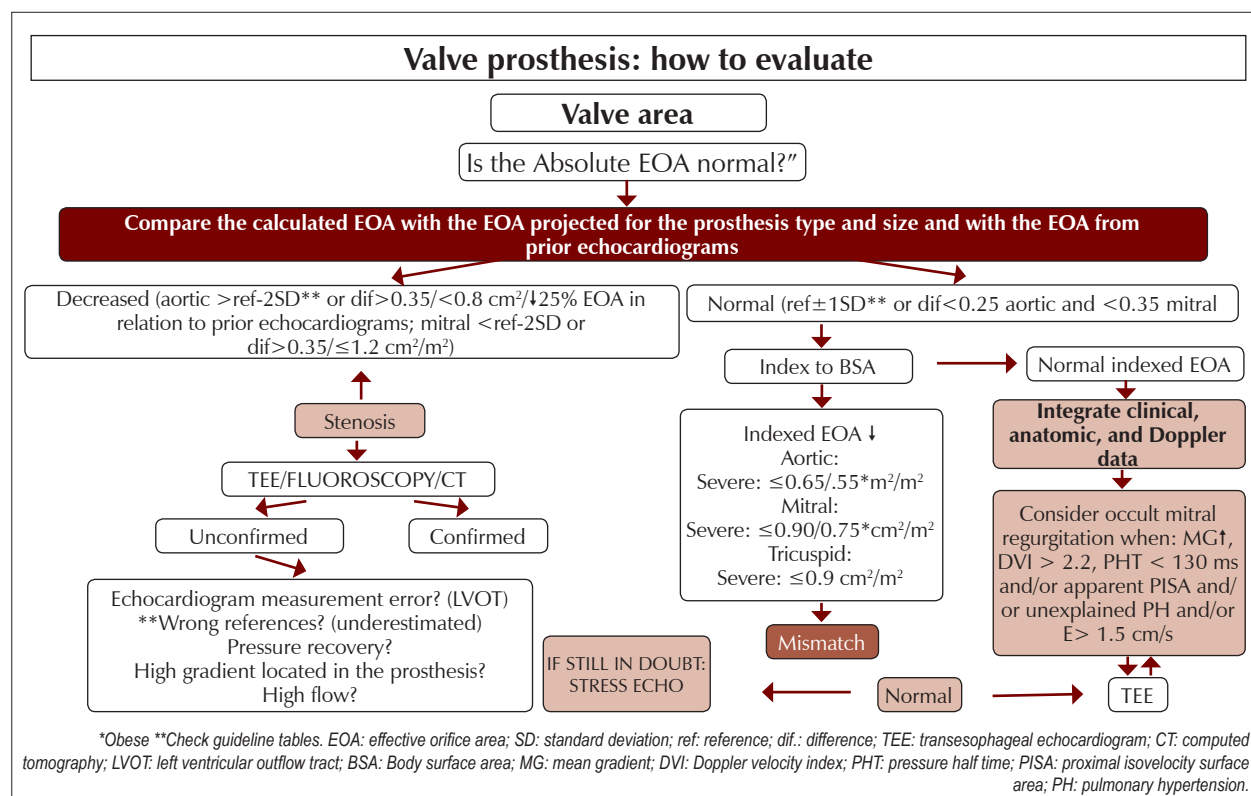 Valve prosthesis: how to evaluate
Valve area
Is the Absolute EOA normal?”
Compare the calculated EOA with the EOA projected for the prosthesis type and size and with the EOA from
prior echocardiograms
Decreased (aortic >ref-2SD** or dif>0.35/<0.8 cm²/↓25% EOA in
relation to prior echocardiograms; mitral <ref-2SD or
dif>0.35/≤1.2 cm²/m²)
Stenosis
TEE/FLUOROSCOPY/CT
Unconfirmed
Confirmed
Echocardiogram measurement error? (LVOT)
**Wrong references? (underestimated)
Pressure recovery?
High gradient located in the prosthesis?
High flow?
Normal (ref±1SD** or dif<0.25 aortic and <0.35 mitral
Index to BSA
Normal indexed EOA
Indexed EOA ↓
Aortic:
Severe: ≤0.65/.55*m²/m²
Mitral:
Severe: ≤0.90/0.75*cm²/m²
Tricuspid:
Severe: ≤0.9 cm²/m²
Mismatch
Integrate clinical,
anatomic, and Doppler
data
Consider occult mitral
regurgitation when: MG↑,
DVI > 2.2, PHT < 130 ms
and/or apparent PISA and/
or unexplained PH and/or
E> 1.5 cm/s
IF STILL IN DOUBT:
STRESS ECHO
Normal
TEE
*Obese **Check guideline tables. EOA: effective orifice area; SD: standard deviation; ref: reference; dif.: difference; TEE: transesophageal echocardiogram; CT: computed
tomography; LVOT: left ventricular outflow tract; BSA: Body surface area; MG: mean gradient; DVI: Doppler velocity index; PHT: pressure half time; PISA: proximal isovelocity surface
area; PH: pulmonary hypertension.